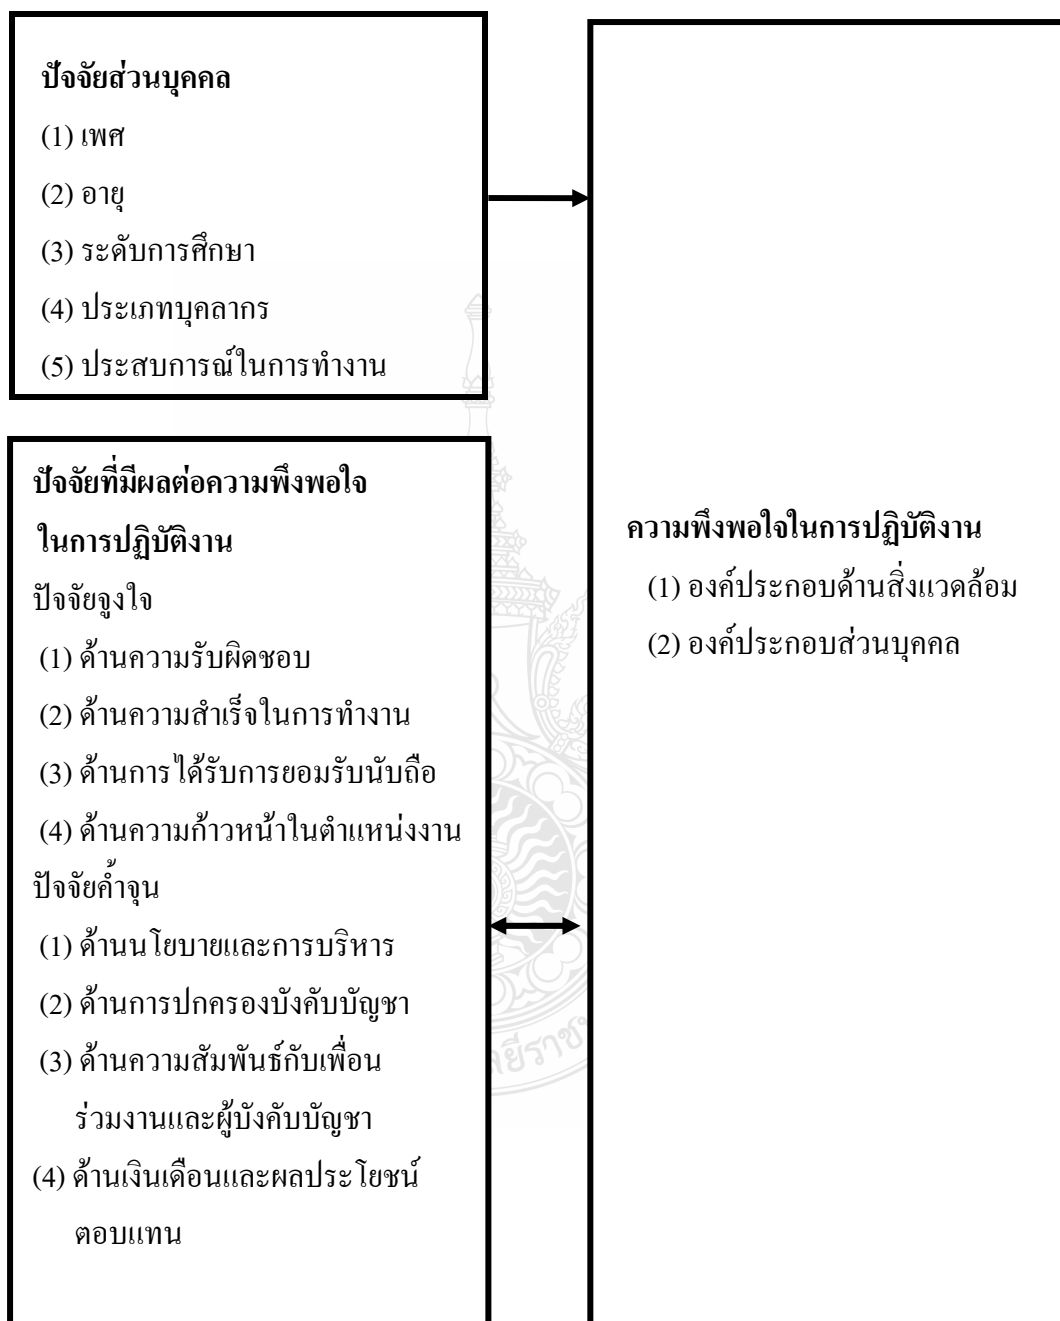 ปัจจัยส่วนบุคคล
(1) เพศ
(2) อายุ
(3) ระดับการศึกษา
(4) ประเภทบุคลากร
(5) ประสบการณ์ในการทำงาน
ปัจจัยที่มีผลต่อความพึงพอใจ
ในการปฏิบัติงาน
ปัจจัยจูงใจ
(1) ด้านความรับผิดชอบ
(2) ด้านความสำเร็จในการทำงาน
(3) ด้านการได้รับการยอมรับนับถือ
(4) ด้านความก้าวหน้าในตำแหน่งงาน
ปัจจัยค้ำจุน
(1) ด้านนโยบายและการบริหาร
(2) ด้านการปกครองบังคับบัญชา
(3) ด้านความสัมพันธ์กับเพื่อน
ร่วมงานและผู้บังคับบัญชา
(4) ด้านเงินเดือนและผลประโยชน์
ตอบแทน
ความพึงพอใจในการปฏิบัติงาน
(1) องค์ประกอบด้านสิ่งแวดล้อม
(2) องค์ประกอบส่วนบุคคล